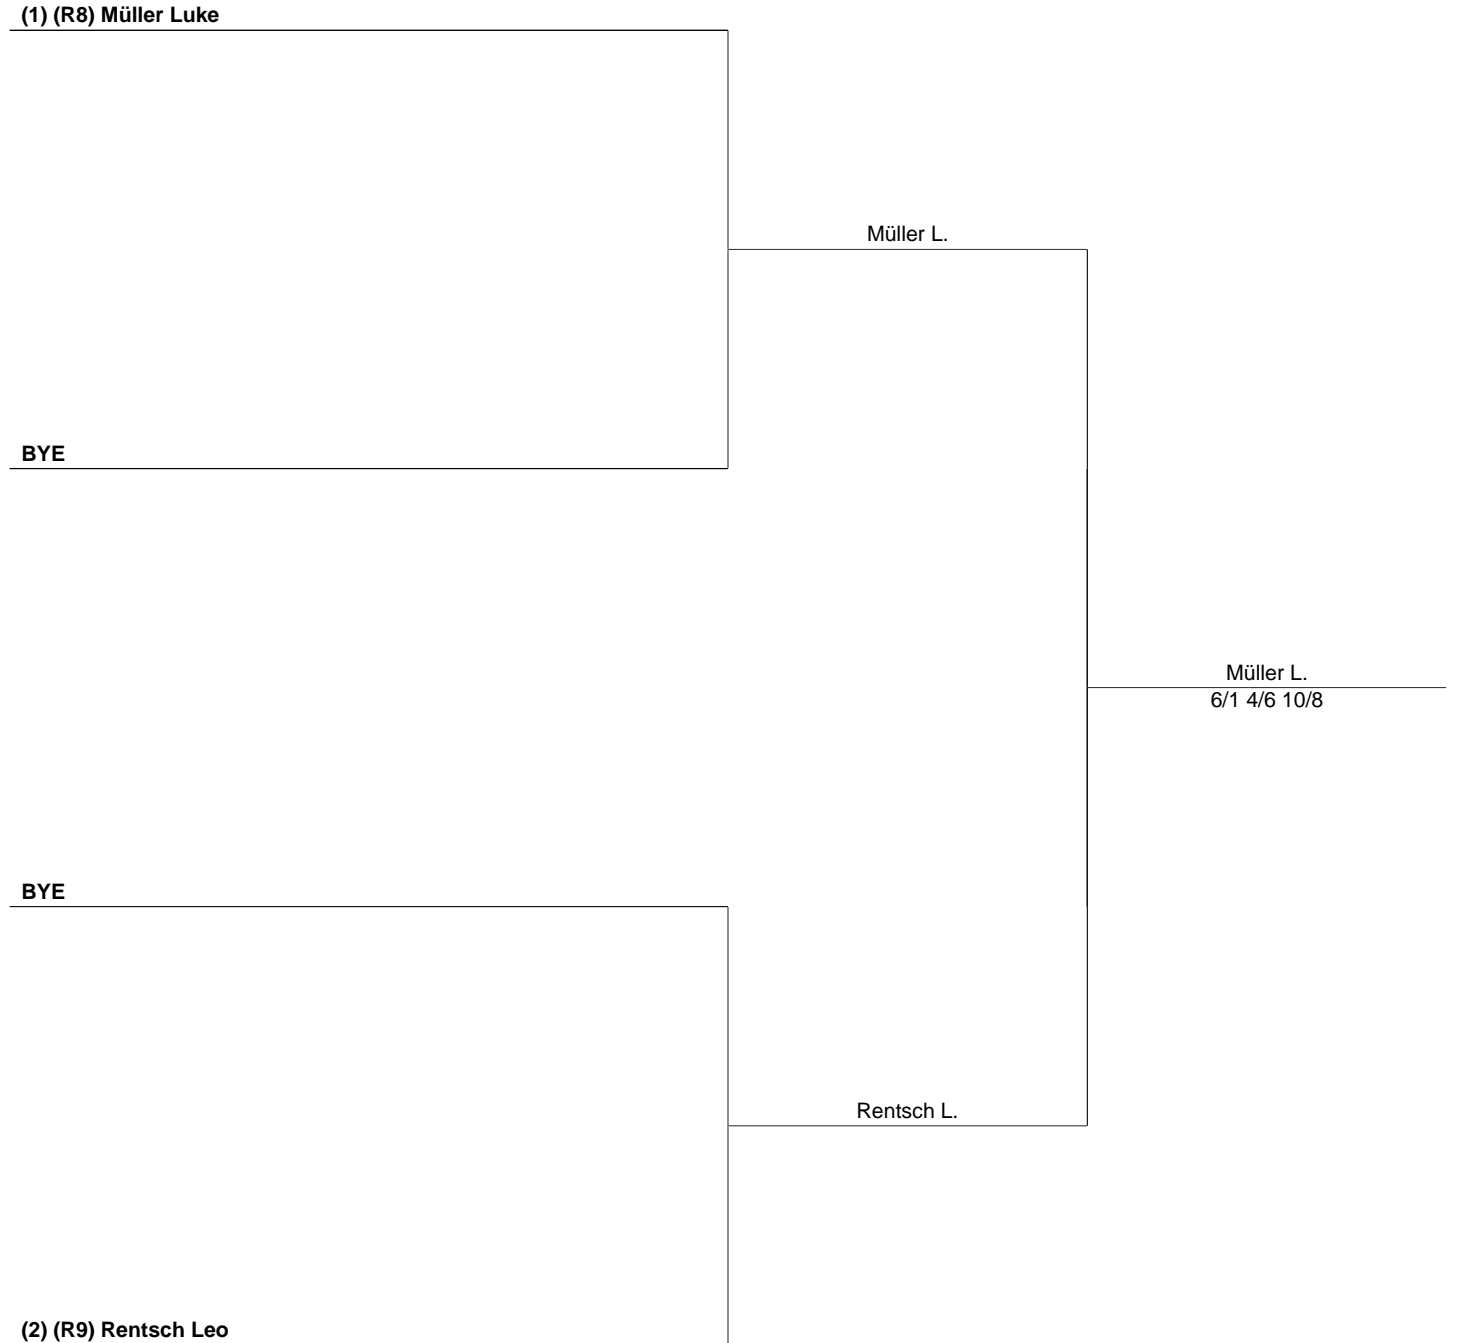 (1) (R8) Müller Luke
Müller L.
BYE
Müller L.
6/1 4/6 10/8
BYE
Rentsch L.
(2) (R9) Rentsch Leo